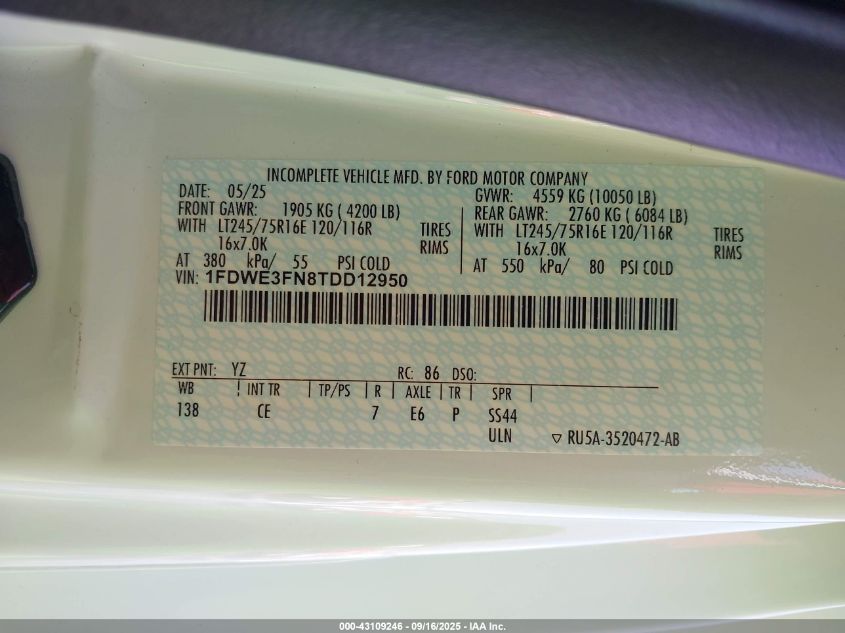 INCOMPLETE VEHICLE MFD. BY FORD MOTOR COMPANY
DATE: 05/25 GVWR: 4559 KG (10050 LB)
FRONT GAWR: 1905 KG ( 4200 LB) REAR GAWR: 2760 KG ( 6084 LB)
WITH LT245/75R16E 120/116R TIRES WITH LT245/75R16E 120/116R TIRES
16x7.0K RIMS 16x7.0K RIMS
AT 380 kPa/ 55 PSI COLD AT 550 kPa/ 80 PSI COLD
VIN: 1FDWE3FN8TDD12950
EXT PNT: YZ RC: 86 DSO:
WB INT TR TP/PS R AXLE TR SPR
138 CE 7 E6 P SS44
ULN RU5A-3520472-AB
000-43109246 - 09/16/2025 - IAA Inc.